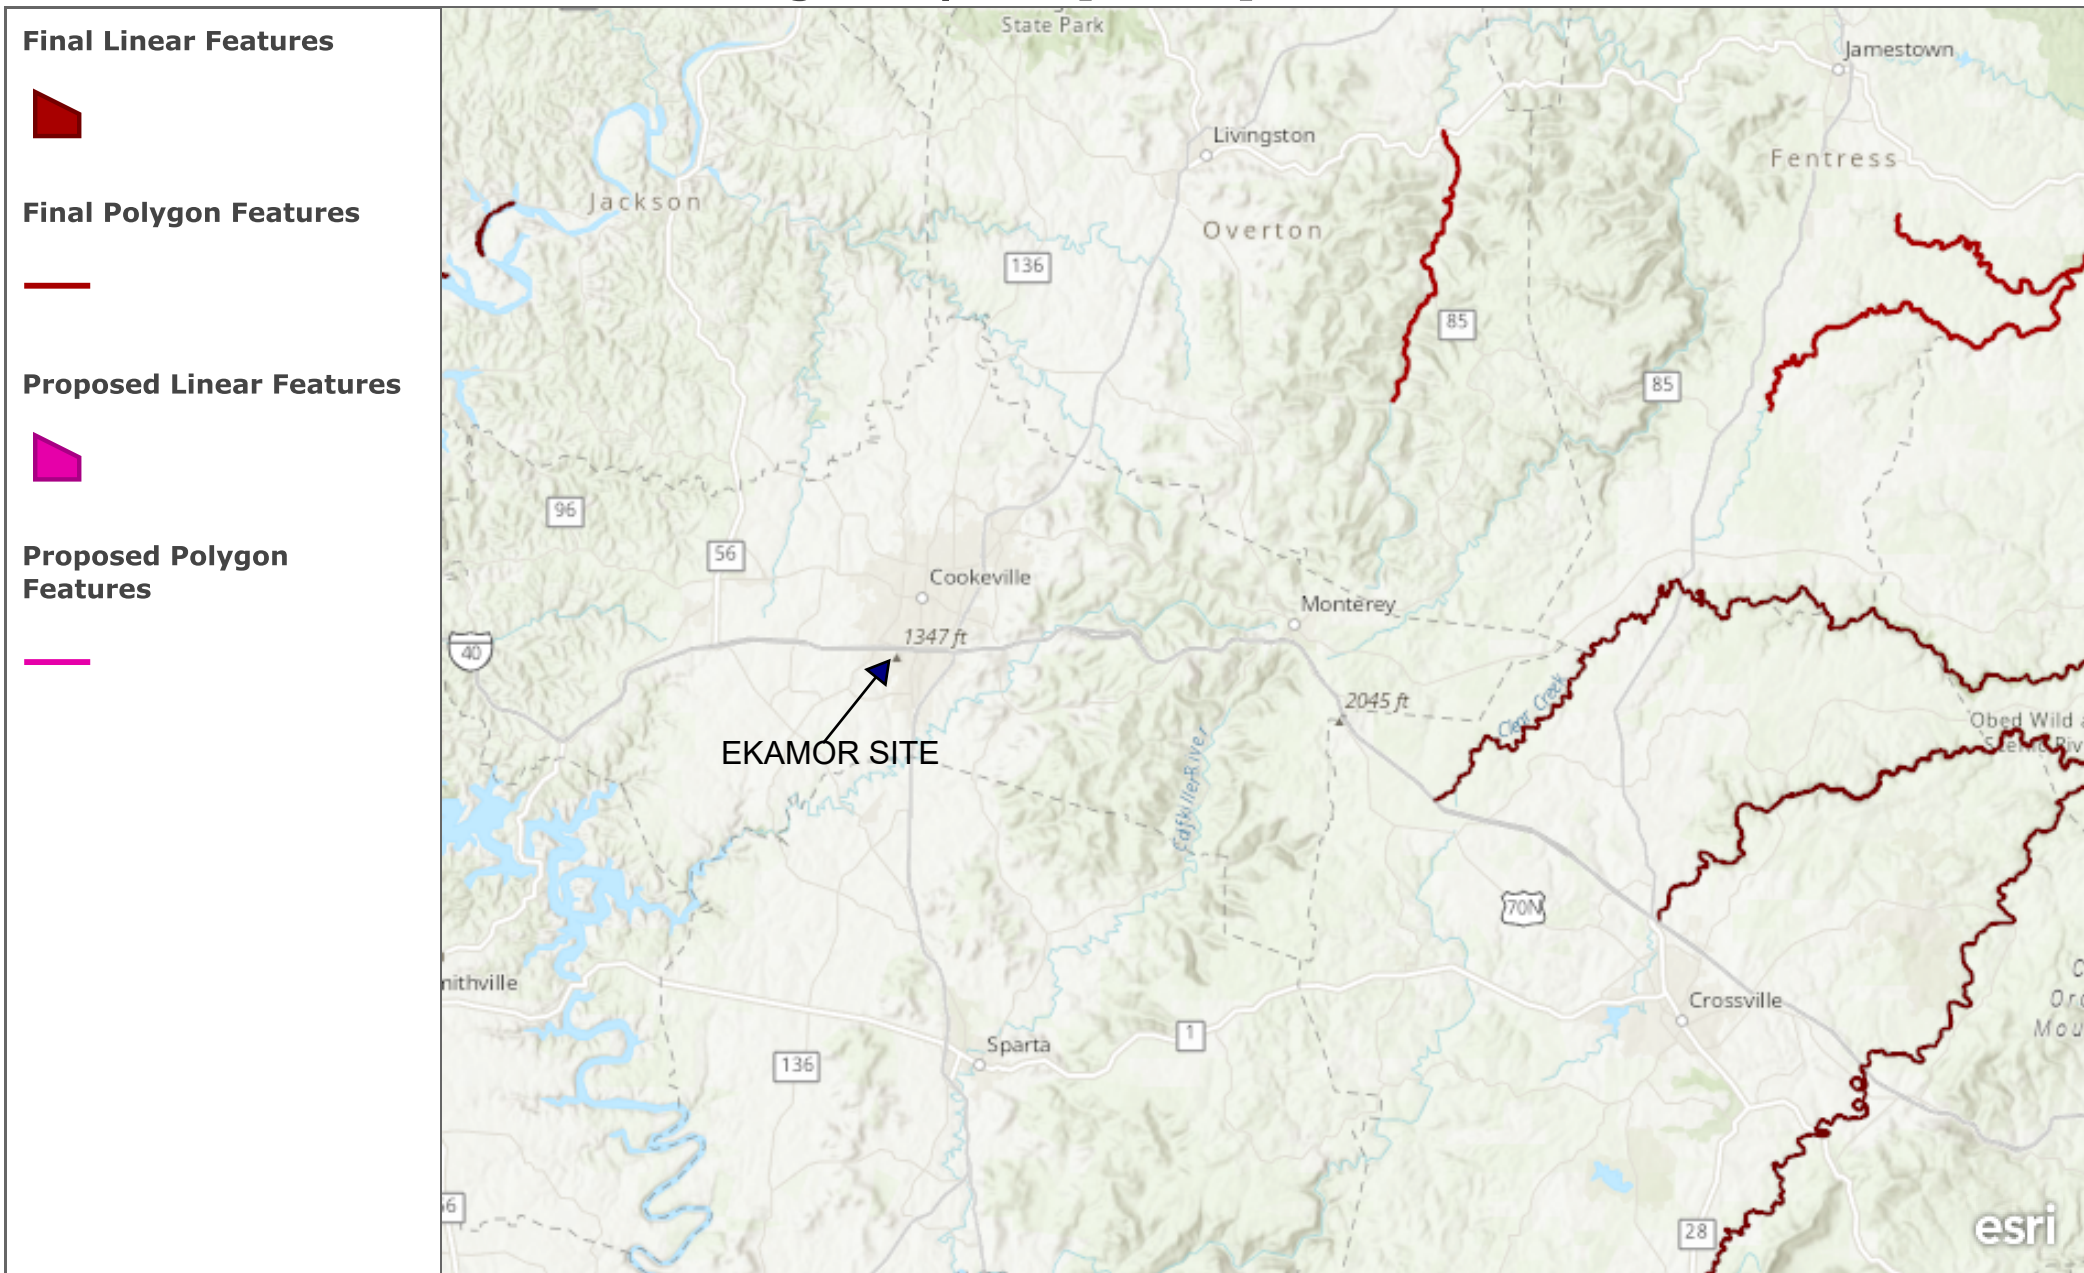 Final Linear Features
Final Polygon Features
Proposed Linear Features
Proposed Polygon
Features
State Park
Jamestown
Livingston
Fentress
Jackson
Overton
136
85
85
96
56
Cookeville
Monterey
1347 ft
40
2045 ft
Clear Creek
EKAMOR SITE
Obed Wild
River
70N
nithville
Crossville
Sparta
1
136
28
esri